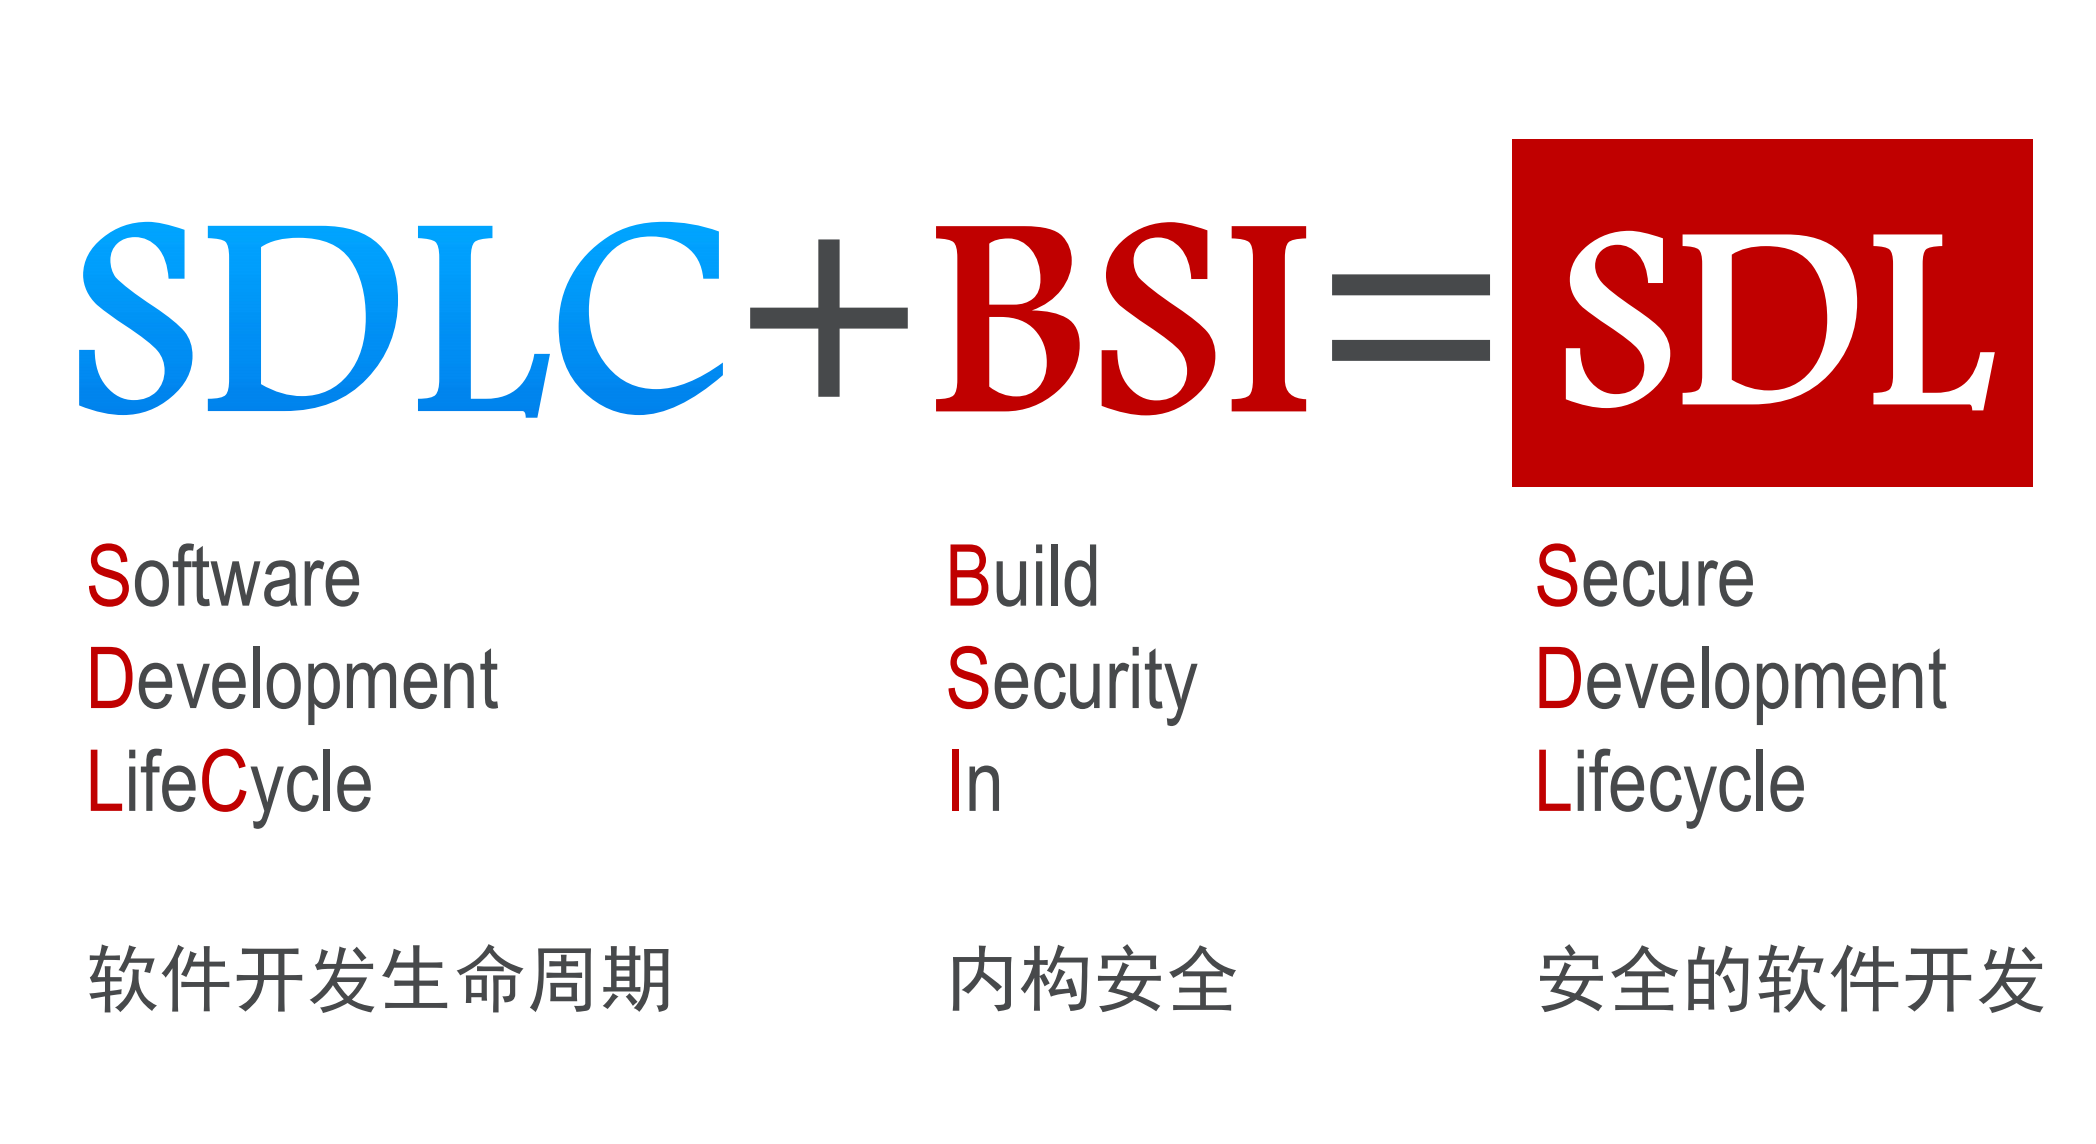 SDLC+BSI=SDL
Software
Development
LifeCycle
软件开发生命周期
Build
Security
In
内构安全
Secure
Development
Lifecycle
安全的软件开发